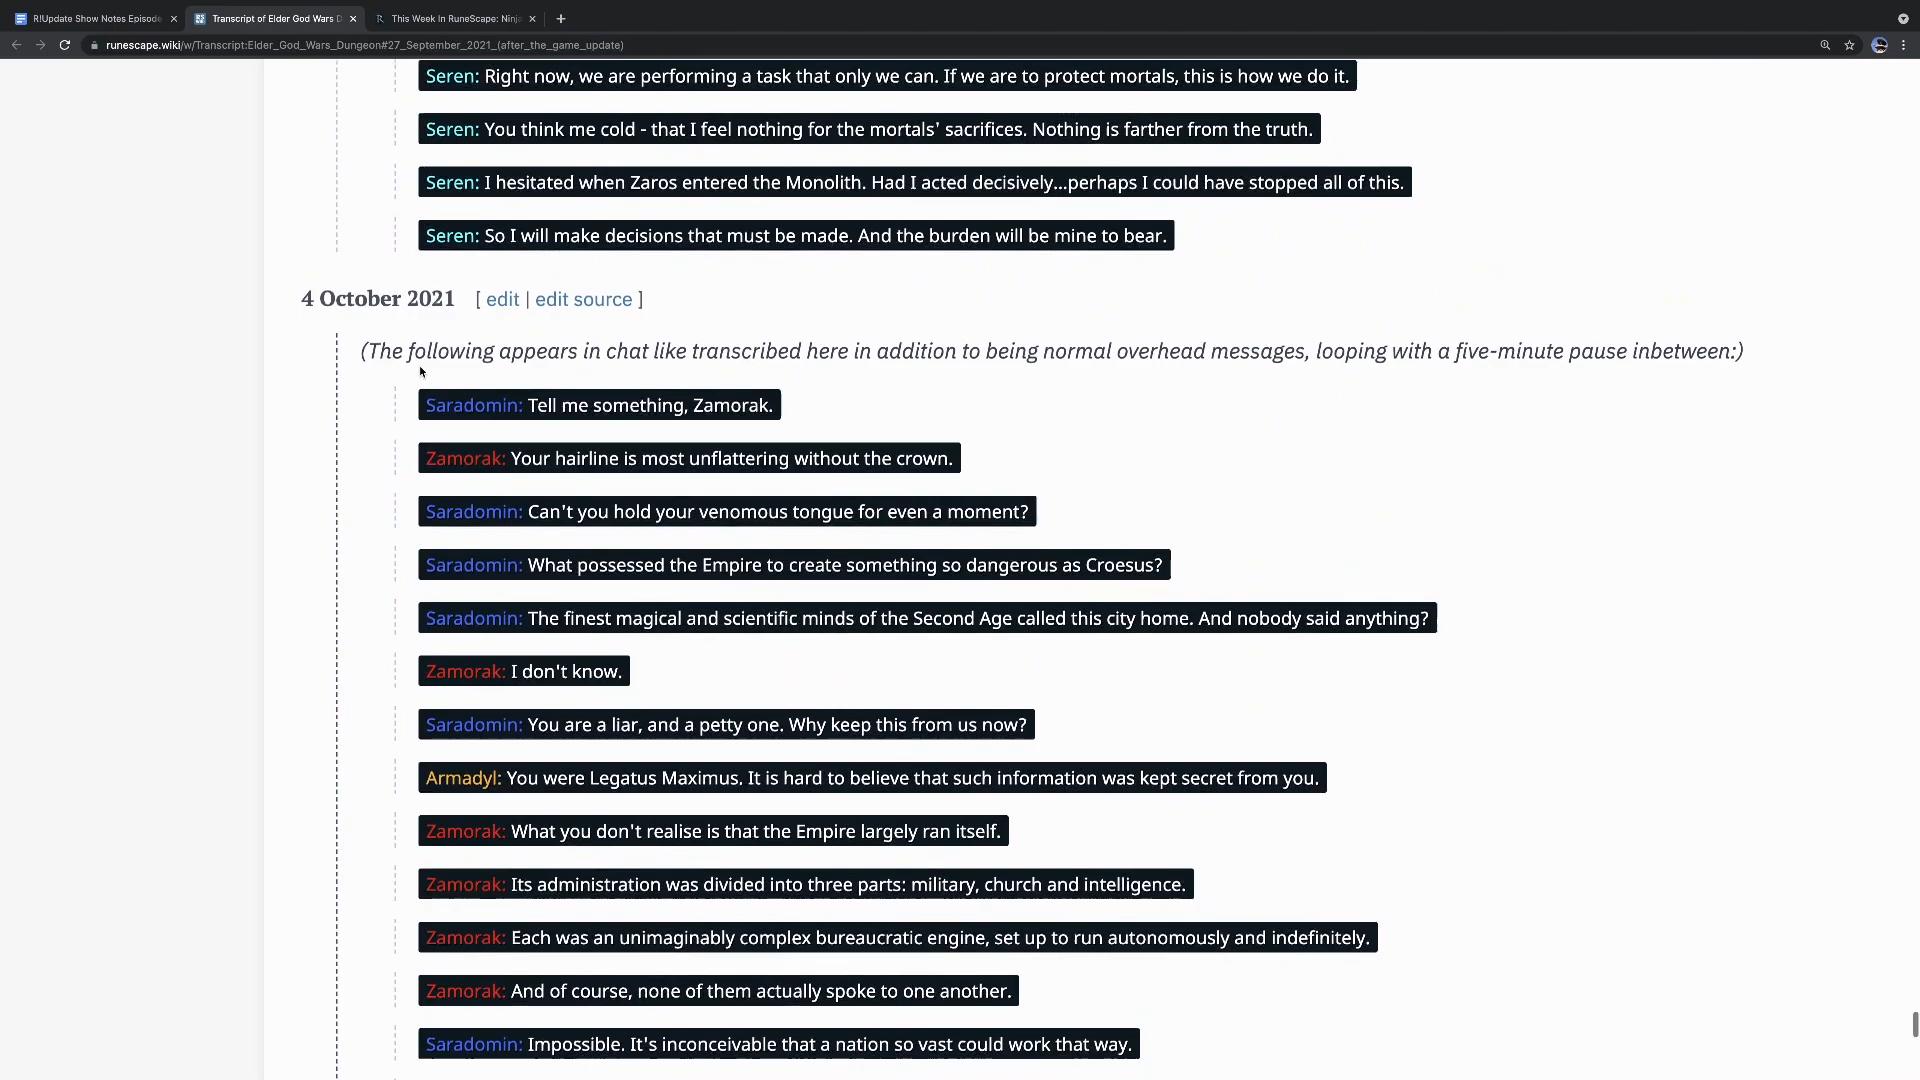 R!Update Show Notes Episode
Transcript of Elder God Wars D
This Week In RuneScape: Ninja
runescape.wiki/w/Transcript:Elder_God_Wars_Dungeon#27_September_2021_(after_the_game_update)
Seren: Right now, we are performing a task that only we can. If we are to protect mortals, this is how we do it.
Seren: You think me cold - that I feel nothing for the mortals' sacrifices. Nothing is farther from the truth.
Seren: I hesitated when Zaros entered the Monolith. Had I acted decisively...perhaps I could have stopped all of this.
Seren: So I will make decisions that must be made. And the burden will be mine to bear.
4 October 2021 [ edit | edit source ]
(The following appears in chat like transcribed here in addition to being normal overhead messages, looping with a five-minute pause inbetween:)
Saradomin: Tell me something, Zamorak.
Zamorak: Your hairline is most unflattering without the crown.
Saradomin: Can't you hold your venomous tongue for even a moment?
Saradomin: What possessed the Empire to create something so dangerous as Croesus?
Saradomin: The finest magical and scientific minds of the Second Age called this city home. And nobody said anything?
Zamorak: I don't know.
Saradomin: You are a liar, and a petty one. Why keep this from us now?
Armadyl: You were Legatus Maximus. It is hard to believe that such information was kept secret from you.
Zamorak: What you don't realise is that the Empire largely ran itself.
Zamorak: Its administration was divided into three parts: military, church and intelligence.
Zamorak: Each was an unimaginably complex bureaucratic engine, set up to run autonomously and indefinitely.
Zamorak: And of course, none of them actually spoke to one another.
Saradomin: Impossible. It's inconceivable that a nation so vast could work that way.